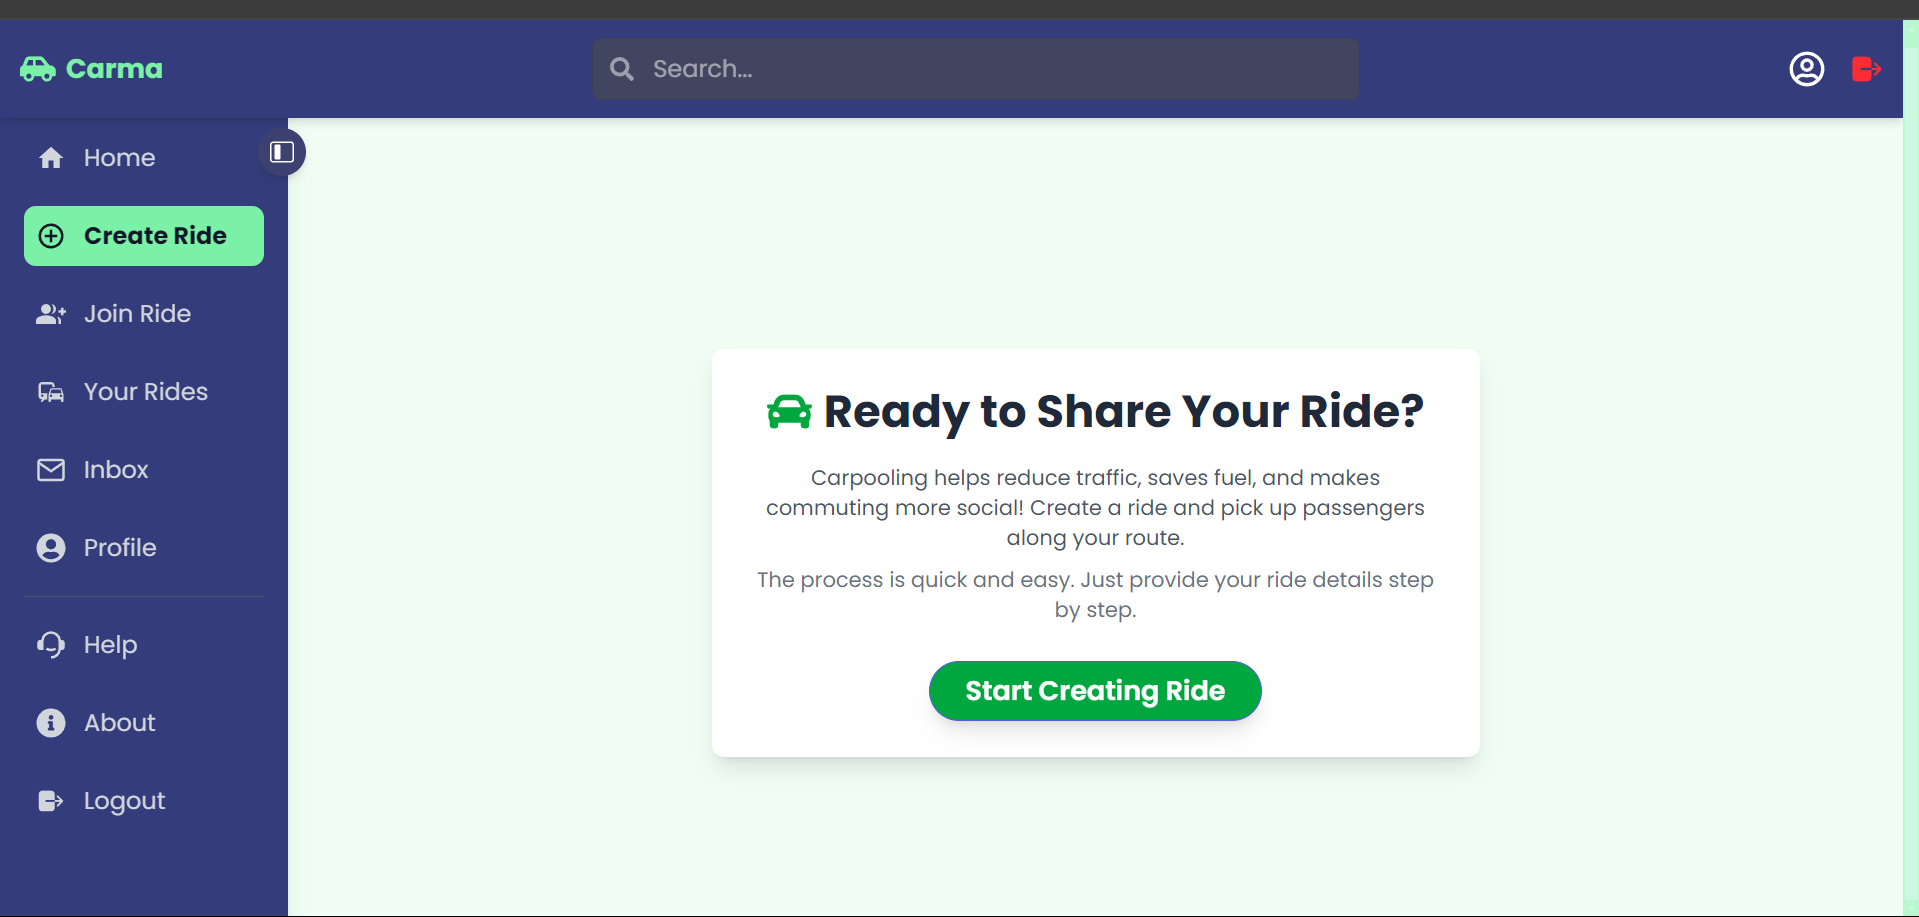 Carma
Search...
Home
Create Ride
Join Ride
Your Rides
Inbox
Profile
Help
About
Logout
Ready to Share Your Ride?
Carpooling helps reduce traffic, saves fuel, and makes
commuting more social! Create a ride and pick up passengers
along your route.
The process is quick and easy. Just provide your ride details step
by step.
Start Creating Ride